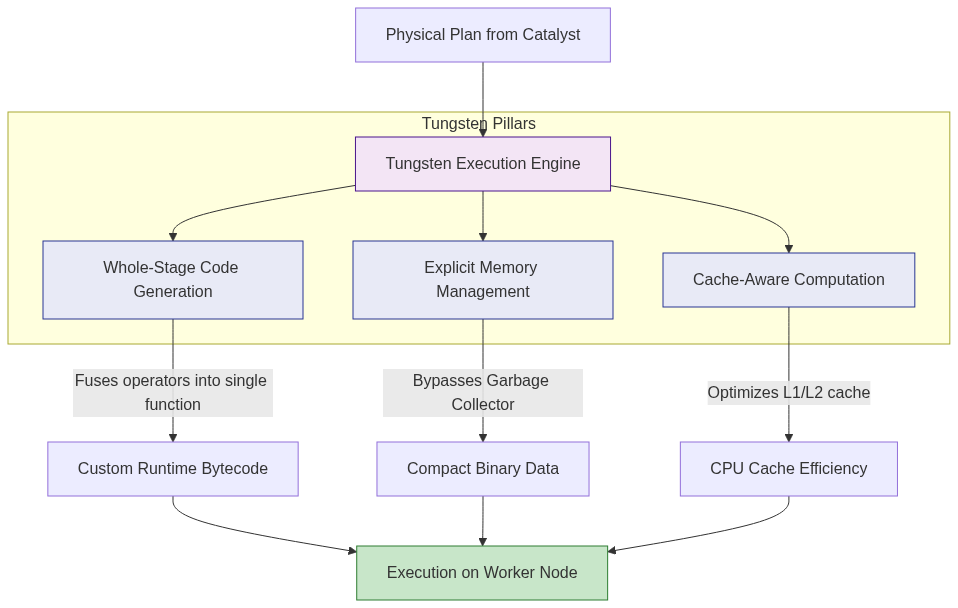 Physical Plan from Catalyst
Tungsten Pillars
Tungsten Execution Engine
Whole-Stage Code
Generation
Explicit Memory
Management
Cache-Aware Computation
Fuses operators into single
function
Bypasses Garbage
Collector
Optimizes L1/L2 cache
Custom Runtime Bytecode
Compact Binary Data
CPU Cache Efficiency
Execution on Worker Node